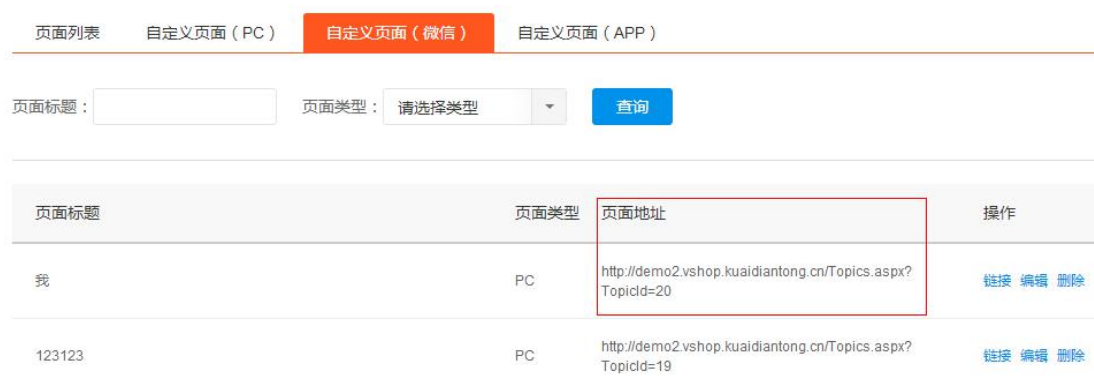 页面列表 自定义页面（PC） 自定义页面（微信） 自定义页面（APP）
页面标题： 页面类型： 请选择类型 查询
页面标题 页面类型 页面地址 操作
我 PC http://demo2.vshop.kuaidiantong.cn/Topics.aspx? 链接 编辑 删除
TopicId=20
123123 PC http://demo2.vshop.kuaidiantong.cn/Topics.aspx? 链接 编辑 删除
TopicId=19